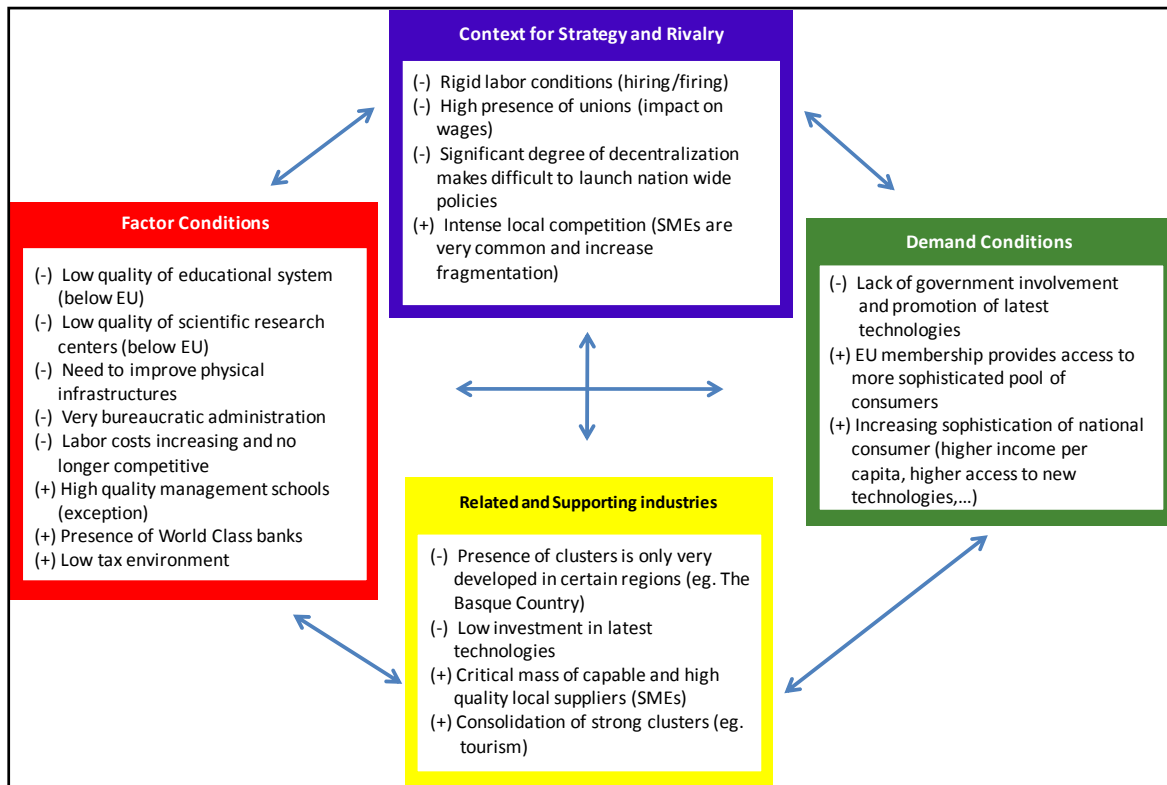 Context for Strategy and Rivalry
(-) Rigid labor conditions (hiring/firing)
(-) High presence of unions (impact on
wages)
(-) Significant degree of decentralization
makes difficult to launch nation wide
policies
(+) Intense local competition (SMEs are
very common and increase
fragmentation)
Factor Conditions
(-) Low quality of educational system
(below EU)
(-) Low quality of scientific research
centers (below EU)
(-) Need to improve physical
infrastructures
(-) Very bureaucratic administration
(-) Labor costs increasing and no
longer competitive
(+) High quality management schools
(exception)
(+) Presence of World Class banks
(+) Low tax environment
Demand Conditions
(-) Lack of government involvement
and promotion of latest
technologies
(+) EU membership provides access to
more sophisticated pool of
consumers
(+) Increasing sophistication of national
consumer (higher income per
capita, higher access to new
technologies,...)
Related and Supporting industries
(-) Presence of clusters is only very
developed in certain regions (eg. The
Basque Country)
(-) Low investment in latest
technologies
(+) Critical mass of capable and high
quality local suppliers (SMEs)
(+) Consolidation of strong clusters (eg.
tourism)